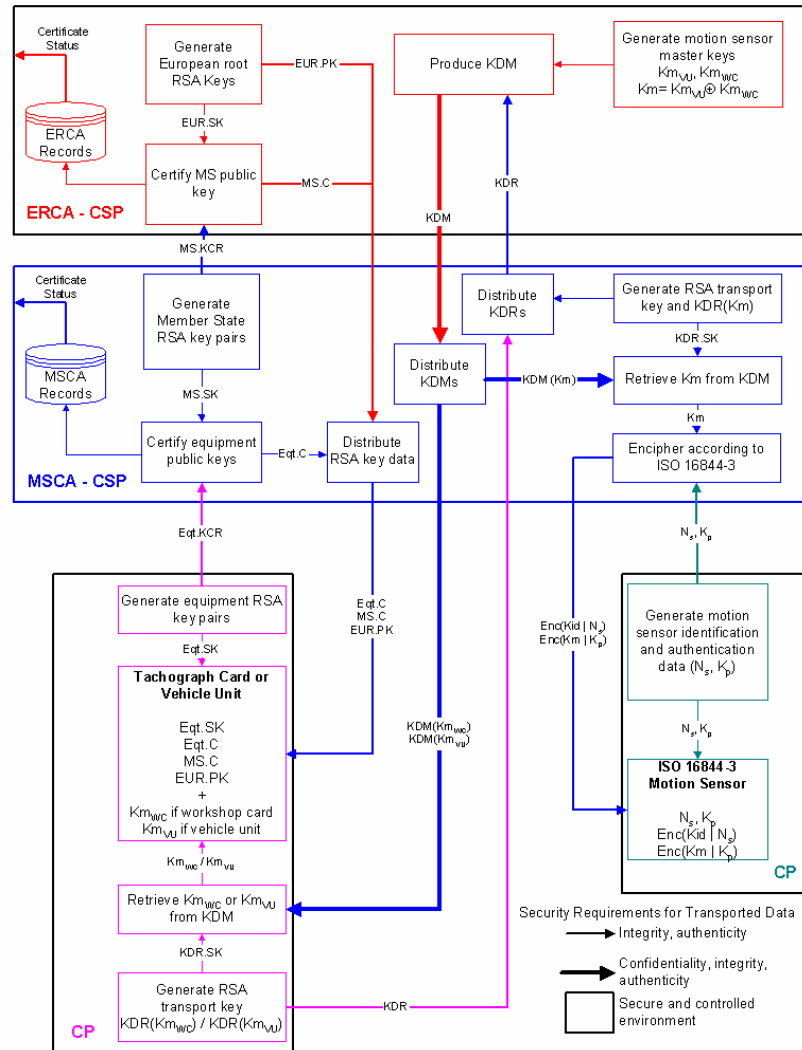 Certificate
Status
Generate
European root
RSA Keys
EUR.PK
Produce KDM
Generate motion sensor
master keys
Km_VU, Km_WC
Km= Km_VU⊕ Km_WC
EUR.SK
ERCA
Records
Certify MS public
key
MS.C
KDR
KDM
ERCA - CSP
MS.KCR
Certificate
Status
Generate
Member State
RSA key pairs
Distribute
KDRs
Generate RSA transport
key and KDR(Km)
KDR.SK
MSCA
Records
Distribute
KDMs
KDM (Km)
Retrieve Km from KDM
MS.SK
Km
Certify equipment
public keys
Eqt.C
Distribute
RSA key data
Encipher according to
ISO 16844-3
MSCA - CSP
Eqt.KCR
N_s, K_p
Generate equipment RSA
key pairs
Eqt.C
MS.C
EUR.PK
Enc(Kid | N_s)
Enc(Km | K_p)
Generate motion
sensor identification
and authentication
data (N_s, K_p)
Eqt.SK
Tachograph Card or
Vehicle Unit
Eqt.SK
Eqt.C
MS.C
EUR.PK
+
Km_WC if workshop card
Km_VU if vehicle unit
KDM(Km_WC)
KDM(Km_VU)
N_s, K_p
ISO 16844-3
Motion Sensor
N_s, K_p
Enc(Kid | N_s)
Enc(Km | K_p)
CP
Km_WC / Km_VU
Retrieve Km_WC or Km_VU
from KDM
KDR.SK
Generate RSA
transport key
KDR(Km_WC) / KDR(Km_VU)
KDR
CP
Security Requirements for Transported Data
Integrity, authenticity
Confidentiality, integrity,
authenticity
Secure and controlled
environment